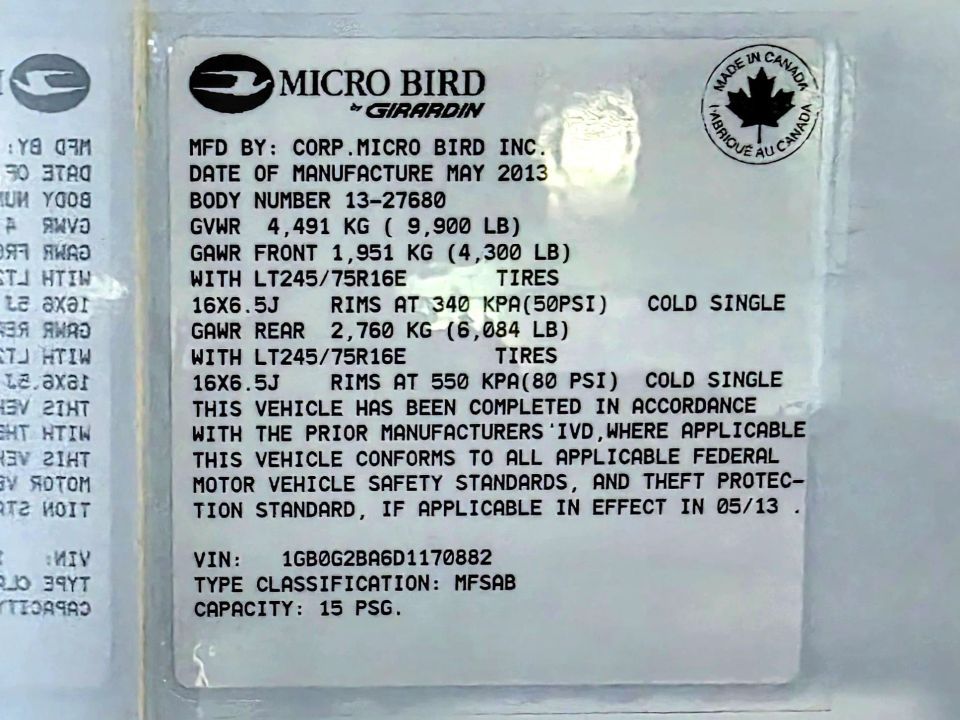 MICRO BIRD
by GIRARDIN
MADE IN CANADA
FABRIQUÉ AU CANADA
MFD BY: CORP.MICRO BIRD INC.
DATE OF MANUFACTURE MAY 2013
BODY NUMBER 13-27680
GVWR 4,491 KG ( 9,900 LB)
GAWR FRONT 1,951 KG (4,300 LB)
WITH LT245/75R16E TIRES
16X6.5J RIMS AT 340 KPA(50PSI) COLD SINGLE
GAWR REAR 2,760 KG (6,084 LB)
WITH LT245/75R16E TIRES
16X6.5J RIMS AT 550 KPA(80 PSI) COLD SINGLE
THIS VEHICLE HAS BEEN COMPLETED IN ACCORDANCE
WITH THE PRIOR MANUFACTURERS'IVD,WHERE APPLICABLE
THIS VEHICLE CONFORMS TO ALL APPLICABLE FEDERAL
MOTOR VEHICLE SAFETY STANDARDS, AND THEFT PROTEC-
TION STANDARD, IF APPLICABLE IN EFFECT IN 05/13 .
VIN: 1GB0G2BA6D1170882
TYPE CLASSIFICATION: MFSAB
CAPACITY: 15 PSG.